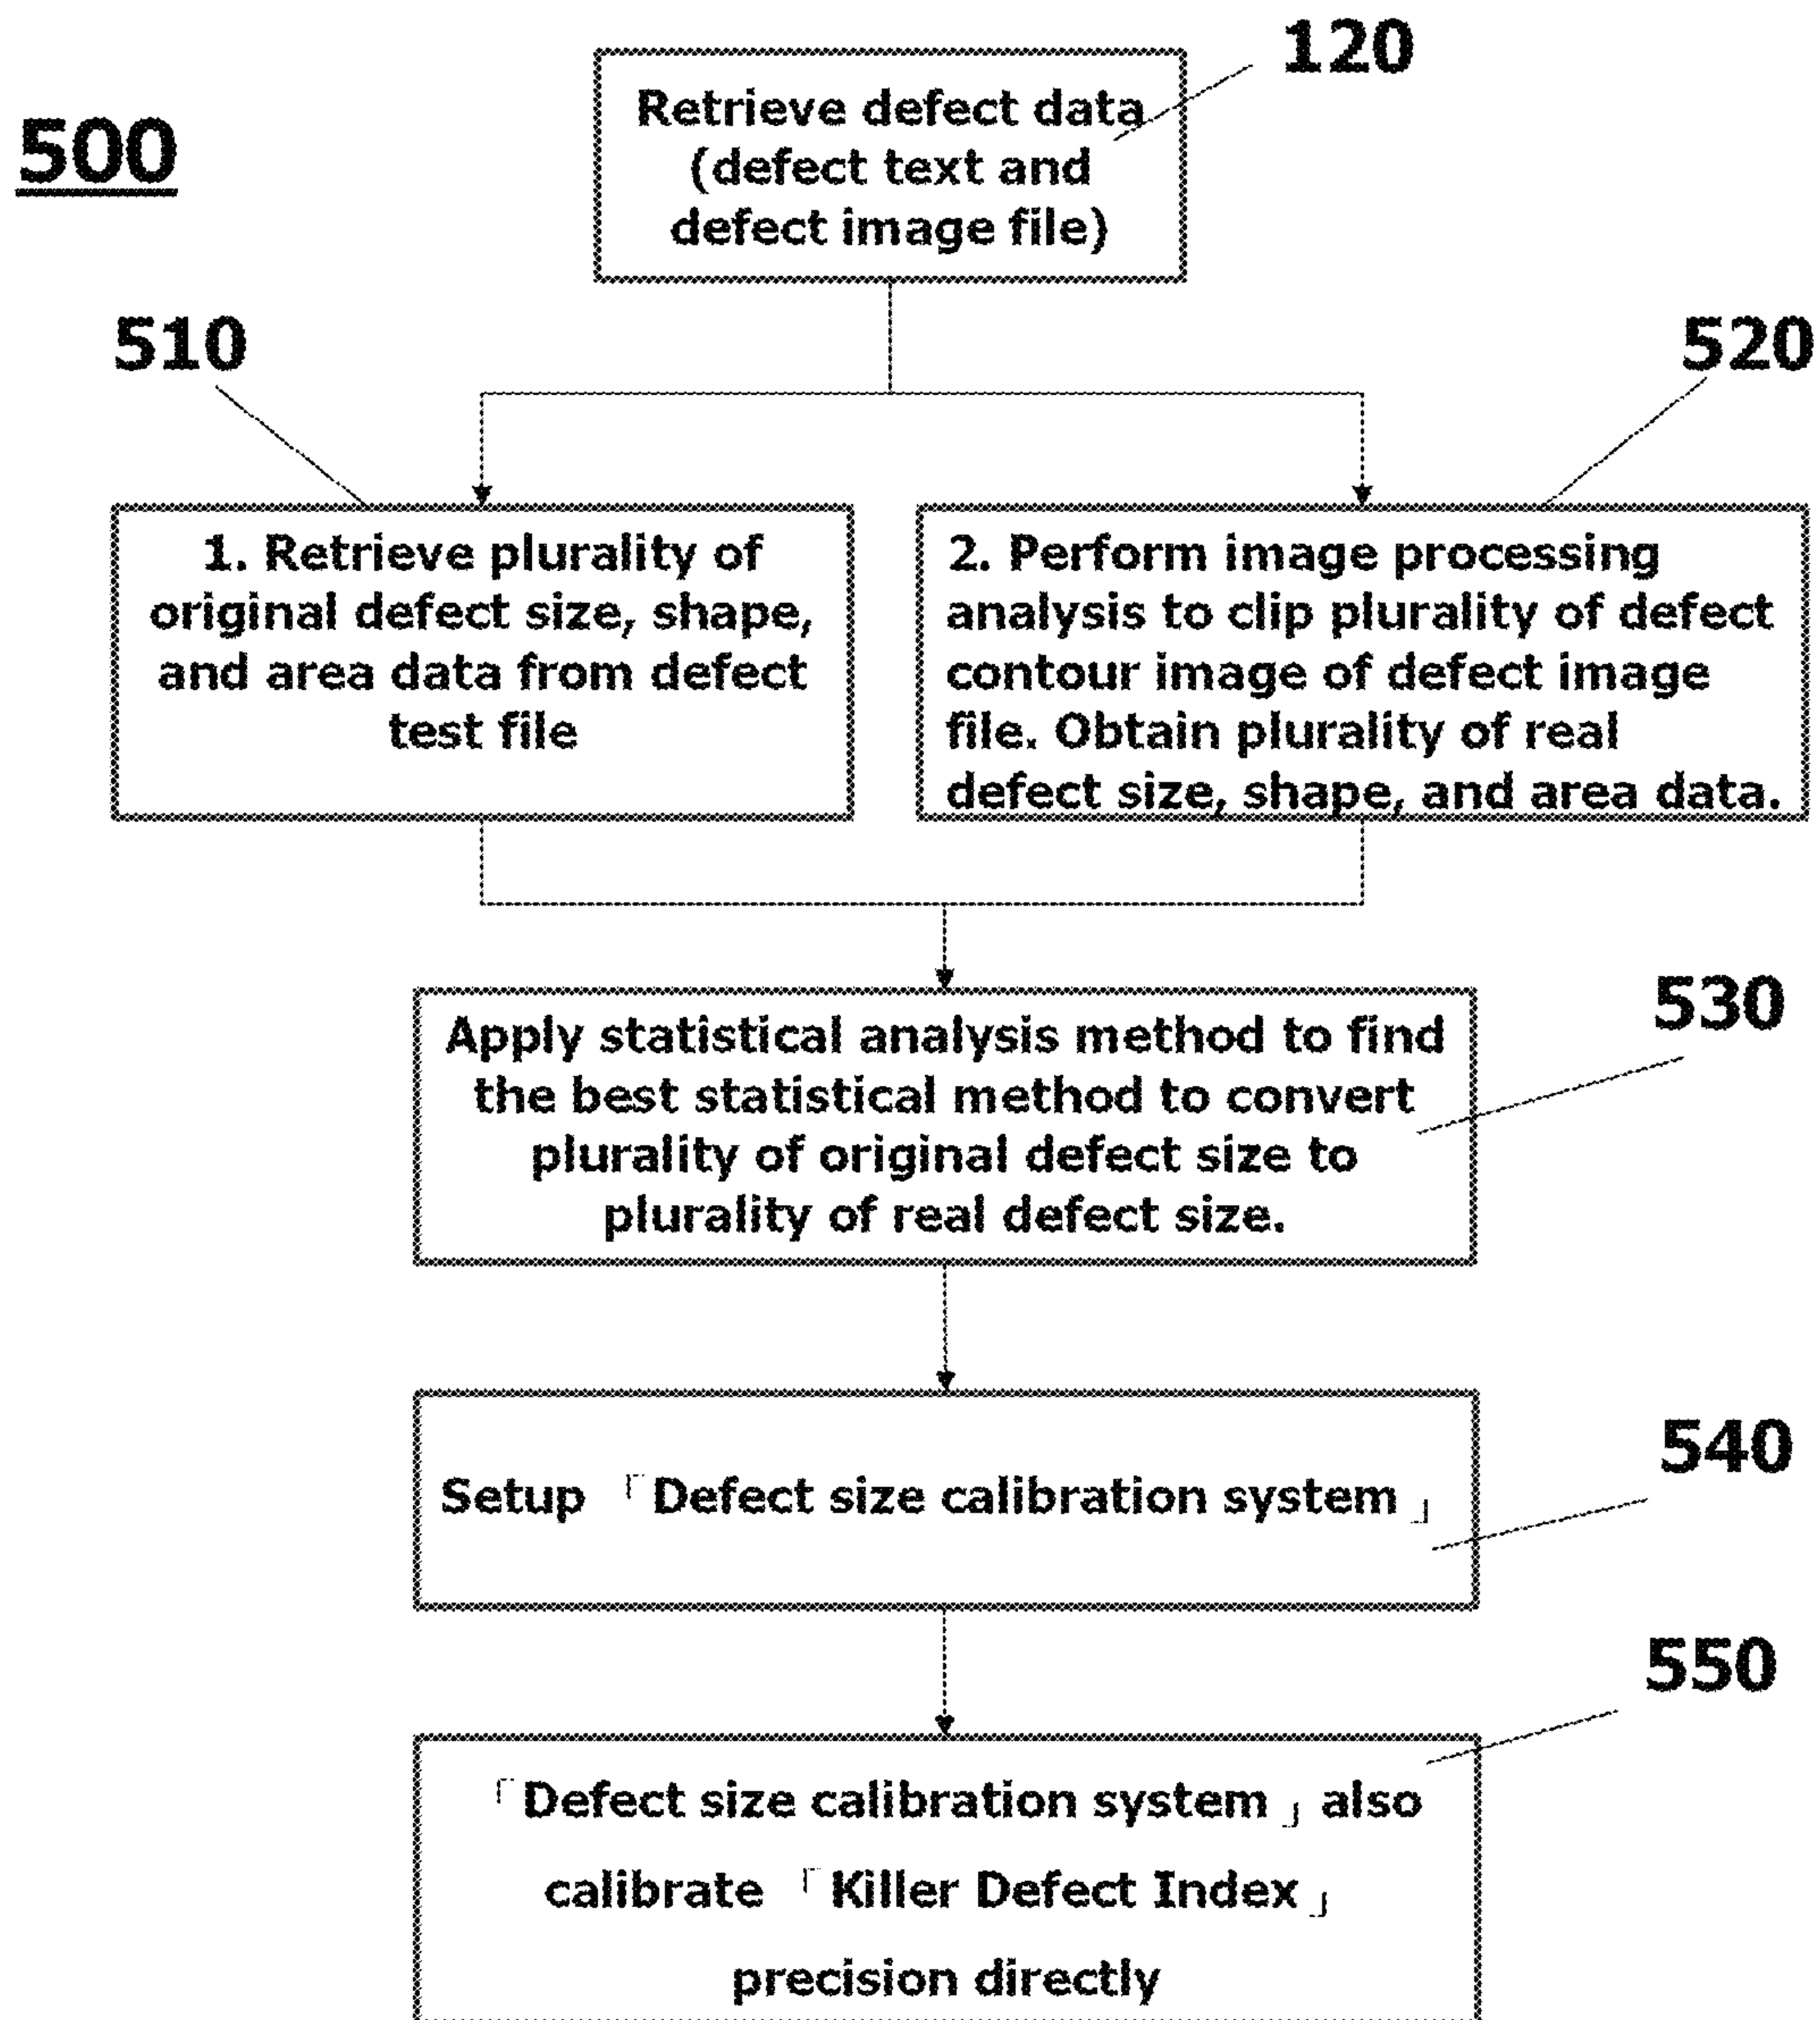 120
500
Retrieve defect data
(defect text and
defect image file)
510
520
1. Retrieve plurality of
original defect size, shape,
and area data from defect
test file
2. Perform image processing
analysis to clip plurality of defect
contour image of defect image
file. Obtain plurality of real
defect size, shape, and area data.
530
Apply statistical analysis method to find
the best statistical method to convert
plurality of original defect size to
plurality of real defect size.
540
Setup 「Defect size calibration system」
550
「Defect size calibration system」also
calibrate 「Killer Defect Index」
precision directly